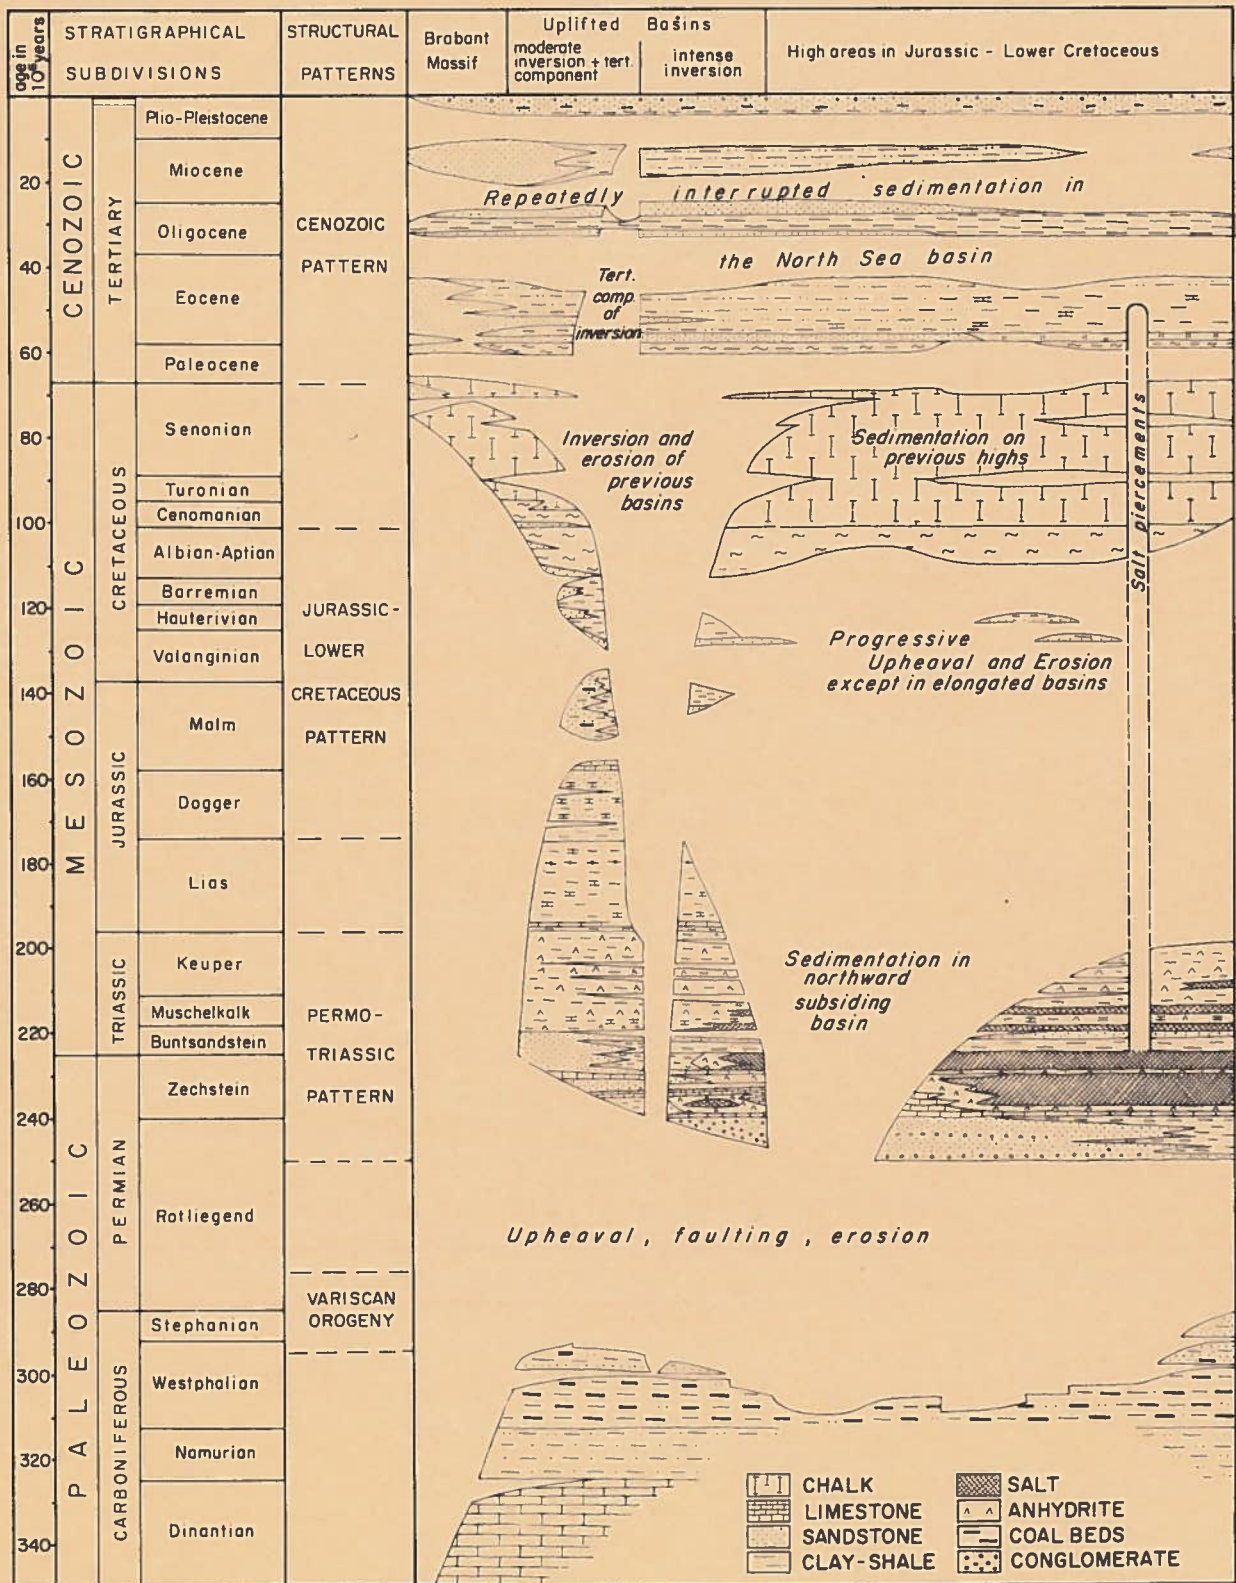 age in
10⁶ years
STRATIGRAPHICAL
SUBDIVISIONS
STRUCTURAL
PATTERNS
Brabant
Massif
Uplifted Basins
moderate
inversion + tert.
component
intense
inversion
High areas in Jurassic - Lower Cretaceous
20
40
60
80
100
120
140
160
180
200
220
240
260
280
300
320
340
CENOZOIC
MESOZOIC
PALEOZOIC
TERTIARY
CRETACEOUS
JURASSIC
TRIASSIC
PERMIAN
CARBONIFEROUS
Plio-Pleistocene
Miocene
Oligocene
Eocene
Paleocene
Senonian
Turonian
Cenomanian
Albian-Aptian
Barremian
Hauterivian
Valanginian
Malm
Dogger
Lias
Keuper
Muschelkalk
Buntsandstein
Zechstein
Rotliegend
Stephanian
Westphalian
Namurian
Dinantian
CENOZOIC
PATTERN
JURASSIC-
LOWER
CRETACEOUS
PATTERN
PERMO-
TRIASSIC
PATTERN
VARISCAN
OROGENY
Repeatedly interrupted sedimentation in
the North Sea basin
Tert.
comp.
of
inversion
Inversion and
erosion of
previous
basins
Sedimentation on
previous highs
Salt piercements
Progressive
Upheaval and Erosion
except in elongated basins
Sedimentation in
northward
subsiding
basin
Upheaval, faulting, erosion
CHALK
LIMESTONE
SANDSTONE
CLAY-SHALE
SALT
ANHYDRITE
COAL BEDS
CONGLOMERATE